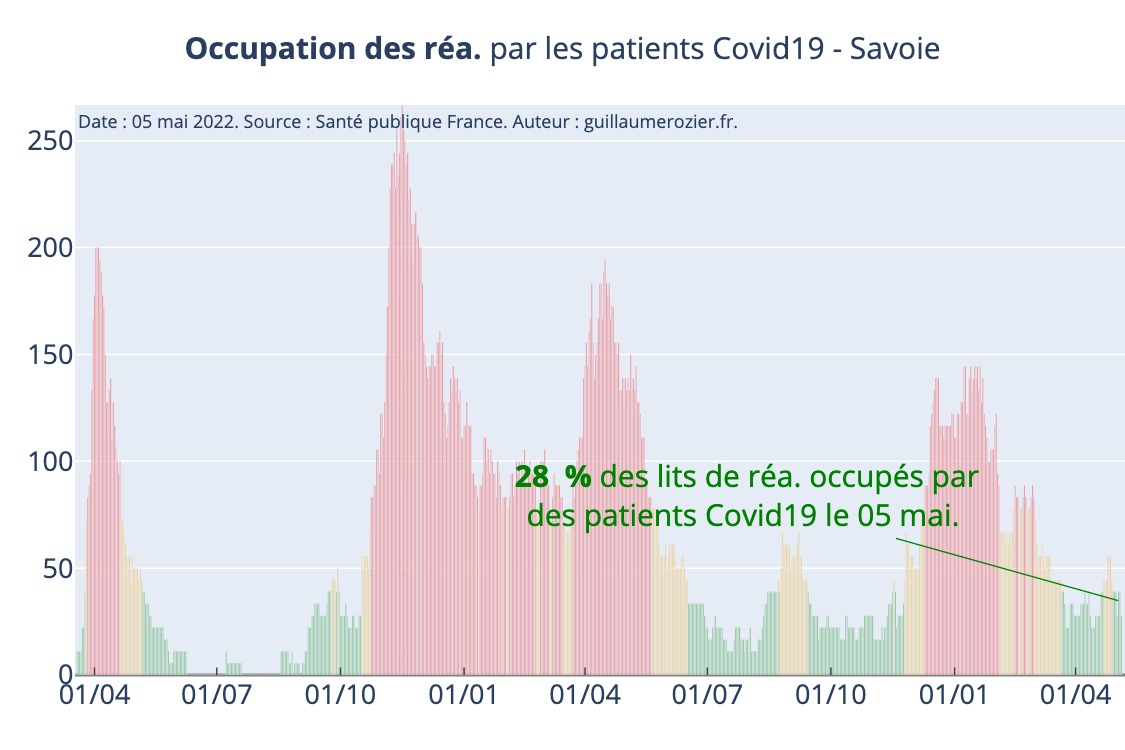 Occupation des réa. par les patients Covid19 - Savoie
Date : 05 mai 2022. Source : Santé publique France. Auteur : guillaumerozier.fr.
250
200
150
100
50
0
28 % des lits de réa. occupés par
des patients Covid19 le 05 mai.
01/04 01/07 01/10 01/01 01/04 01/07 01/10 01/01 01/04